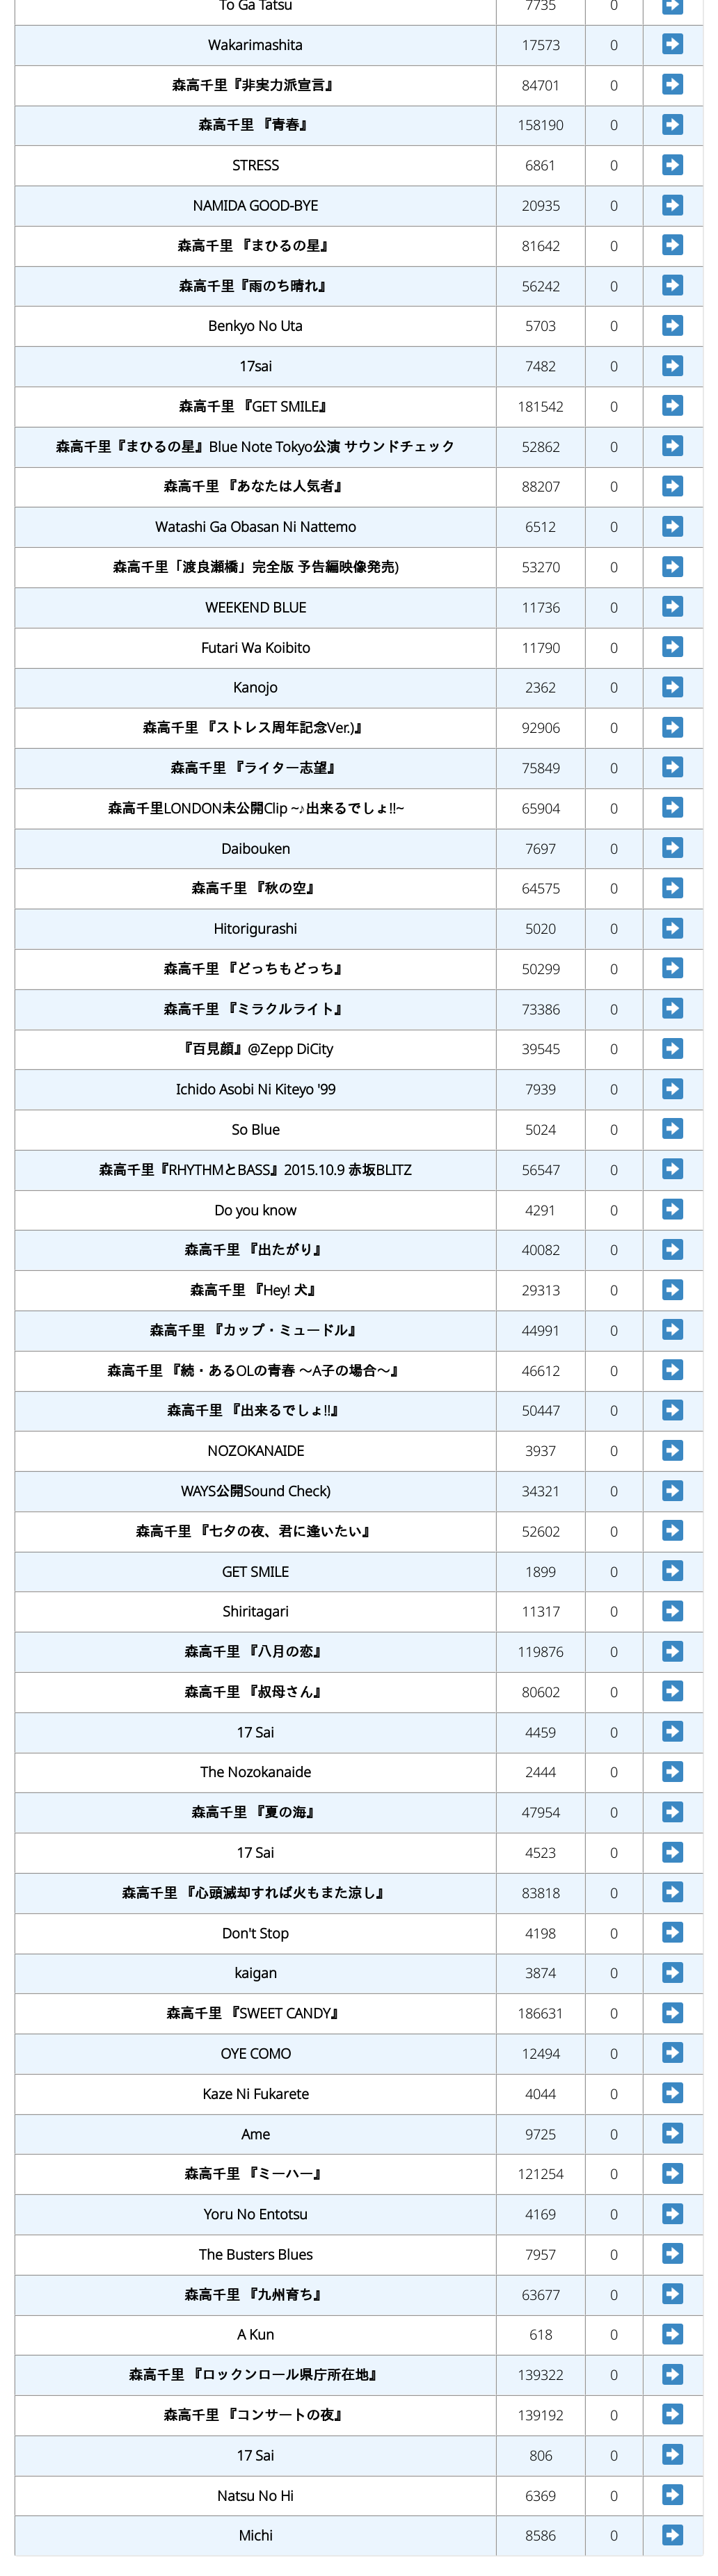 To Ga Tatsu 7735 0
Wakarimashita 17573 0
森高千里『非実力派宣言』 84701 0
森高千里 『青春』 158190 0
STRESS 6861 0
NAMIDA GOOD-BYE 20935 0
森高千里 『まひるの星』 81642 0
森高千里『雨のち晴れ』 56242 0
Benkyo No Uta 5703 0
17sai 7482 0
森高千里 『GET SMILE』 181542 0
森高千里『まひるの星』Blue Note Tokyo公演 サウンドチェック 52862 0
森高千里 『あなたは人気者』 88207 0
Watashi Ga Obasan Ni Nattemo 6512 0
森高千里「渡良瀬橋」完全版 予告編映像発売) 53270 0
WEEKEND BLUE 11736 0
Futari Wa Koibito 11790 0
Kanojo 2362 0
森高千里 『ストレス周年記念Ver.)』 92906 0
森高千里 『ライター志望』 75849 0
森高千里LONDON未公開Clip ~♪出来るでしょ!!~ 65904 0
Daibouken 7697 0
森高千里 『秋の空』 64575 0
Hitorigurashi 5020 0
森高千里 『どっちもどっち』 50299 0
森高千里 『ミラクルライト』 73386 0
『百見顔』@Zepp DiCity 39545 0
Ichido Asobi Ni Kiteyo '99 7939 0
So Blue 5024 0
森高千里『RHYTHMとBASS』2015.10.9 赤坂BLITZ 56547 0
Do you know 4291 0
森高千里 『出たがり』 40082 0
森高千里 『Hey! 犬』 29313 0
森高千里 『カップ・ミュードル』 44991 0
森高千里 『続・あるOLの青春 〜A子の場合〜』 46612 0
森高千里 『出来るでしょ!!』 50447 0
NOZOKANAIDE 3937 0
WAYS公開Sound Check) 34321 0
森高千里 『七夕の夜、君に逢いたい』 52602 0
GET SMILE 1899 0
Shiritagari 11317 0
森高千里 『八月の恋』 119876 0
森高千里 『叔母さん』 80602 0
17 Sai 4459 0
The Nozokanaide 2444 0
森高千里 『夏の海』 47954 0
17 Sai 4523 0
森高千里 『心頭滅却すれば火もまた涼し』 83818 0
Don't Stop 4198 0
kaigan 3874 0
森高千里 『SWEET CANDY』 186631 0
OYE COMO 12494 0
Kaze Ni Fukarete 4044 0
Ame 9725 0
森高千里 『ミーハー』 121254 0
Yoru No Entotsu 4169 0
The Busters Blues 7957 0
森高千里 『九州育ち』 63677 0
A Kun 618 0
森高千里 『ロックンロール県庁所在地』 139322 0
森高千里 『コンサートの夜』 139192 0
17 Sai 806 0
Natsu No Hi 6369 0
Michi 8586 0